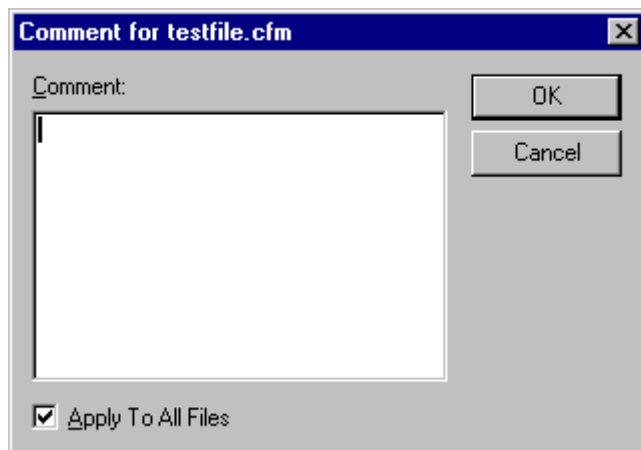 Comment for testfile.cfm
Comment:
OK
Cancel
Apply To All Files